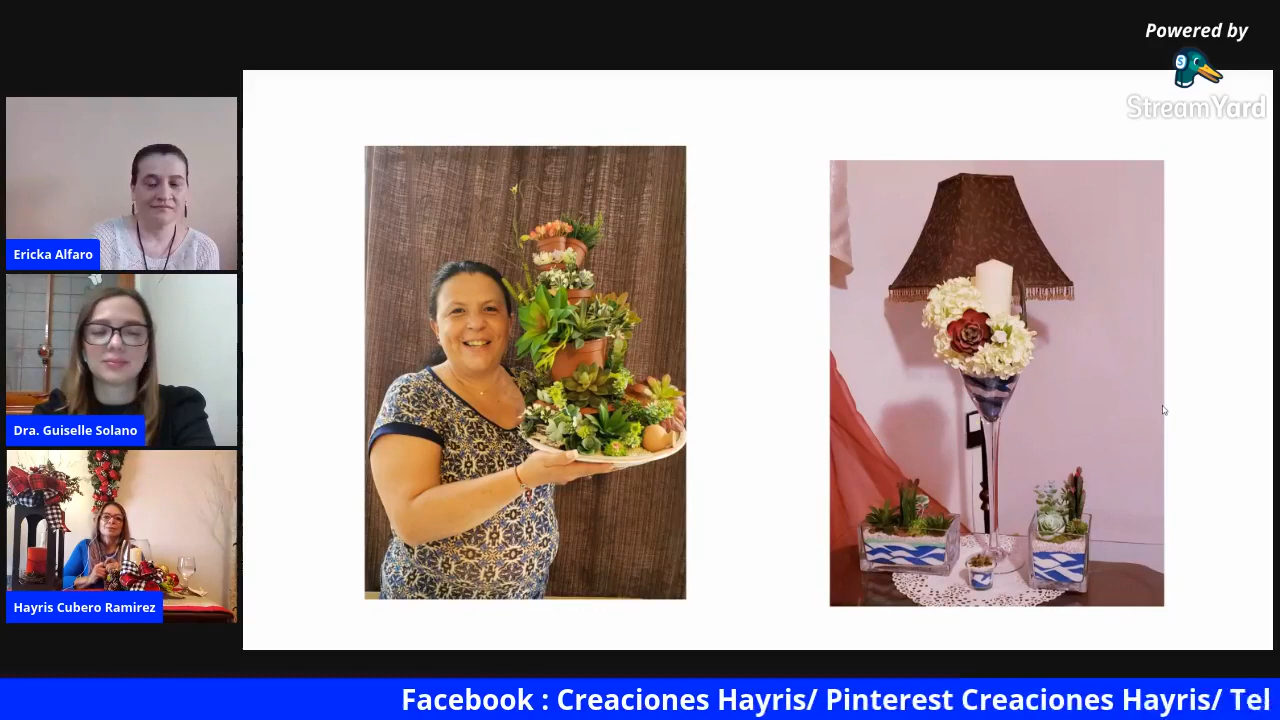 Powered by
StreamYard
Ericka Alfaro
Dra. Guiselle Solano
Hayris Cubero Ramirez
Facebook : Creaciones Hayris/ Pinterest Creaciones Hayris/ Tel